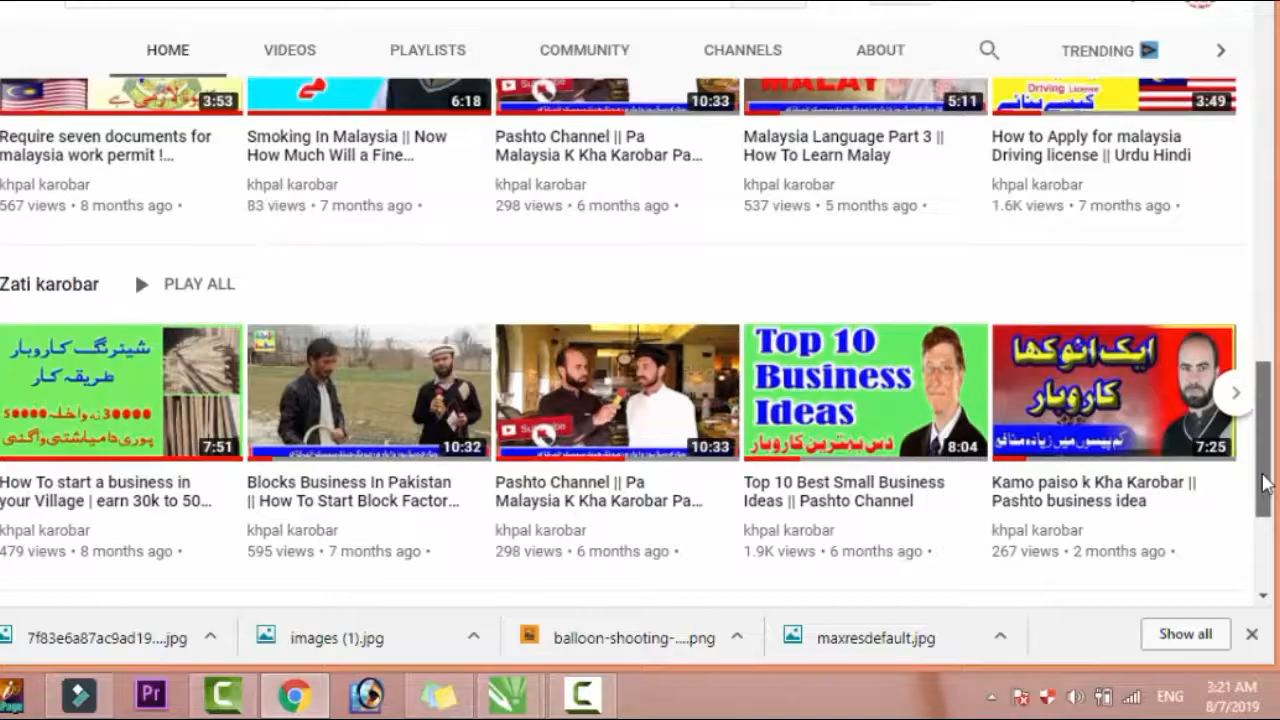 HOME VIDEOS PLAYLISTS COMMUNITY CHANNELS ABOUT TRENDING
3:53 6:18 10:33 MALAY 5:11 Driving License کیسے بنائے 3:49
Require seven documents for
malaysia work permit !...
khpal karobar
567 views • 8 months ago •
Smoking In Malaysia || Now
How Much Will a Fine...
khpal karobar
83 views • 7 months ago •
Pashto Channel || Pa
Malaysia K Kha Karobar Pa...
khpal karobar
298 views • 6 months ago •
Malaysia Language Part 3 ||
How To Learn Malay
khpal karobar
537 views • 5 months ago •
How to Apply for malaysia
Driving license || Urdu Hindi
khpal karobar
1.6K views • 7 months ago •
Zati karobar PLAY ALL
شیٹرنگ کاروبار
طریقہ کار
7:51
How To start a business in
your Village | earn 30k to 50...
khpal karobar
479 views • 8 months ago •
10:32
Blocks Business In Pakistan
|| How To Start Block Factor...
khpal karobar
595 views • 7 months ago •
Subscribe
10:33
Pashto Channel || Pa
Malaysia K Kha Karobar Pa...
khpal karobar
298 views • 6 months ago •
Top 10
Business
Ideas
دس بہترین کاروبار
8:04
Top 10 Best Small Business
Ideas || Pashto Channel
khpal karobar
1.9K views • 6 months ago •
ایک انوکھا
کاروبار
کم پیسوں میں زیادہ منافع
7:25
Kamo paiso k Kha Karobar ||
Pashto business idea
khpal karobar
267 views • 2 months ago •
7f83e6a87ac9ad19....jpg images (1).jpg balloon-shooting-....png maxresdefault.jpg Show all
Page Pr ENG 3:21 AM
8/7/2019